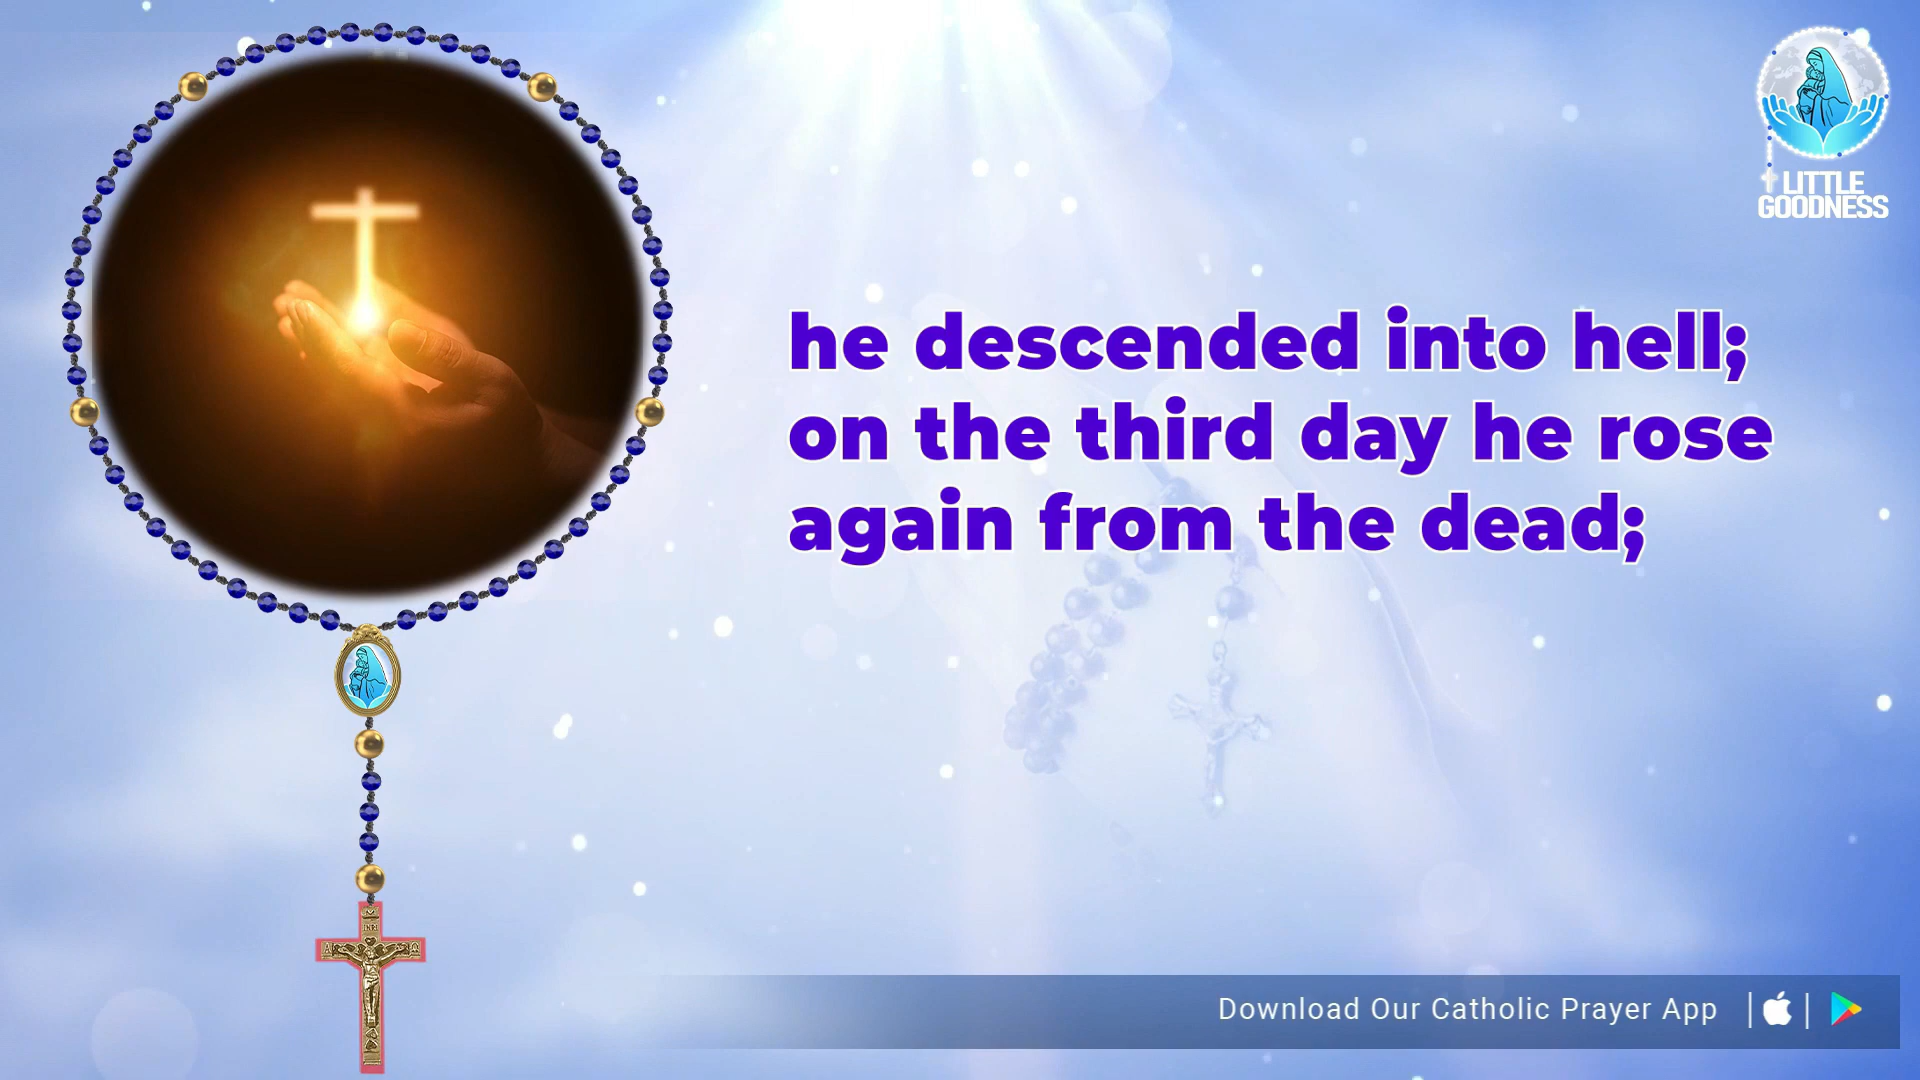 LITTLE
GOODNESS
he descended into hell;
on the third day he rose
again from the dead;
INRI
A Ω
Download Our Catholic Prayer App